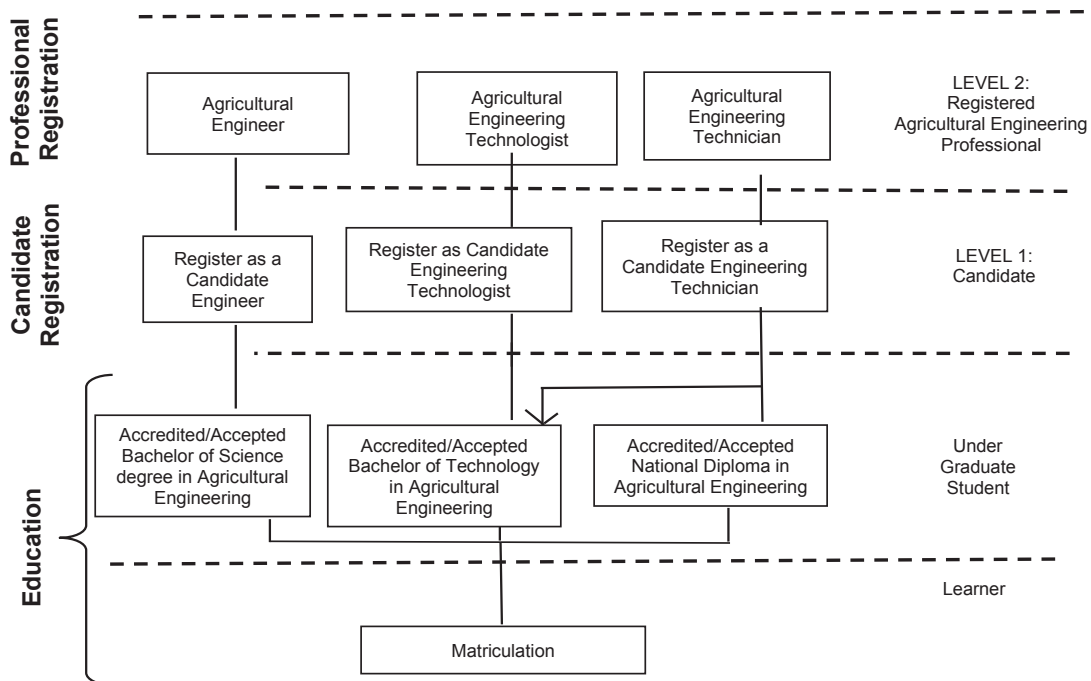 Professional
Registration
Agricultural
Engineer
Agricultural
Engineering
Technologist
Agricultural
Engineering
Technician
LEVEL 2:
Registered
Agricultural Engineering
Professional
Candidate
Registration
Register as a
Candidate
Engineer
Register as Candidate
Engineering
Technologist
Register as a
Candidate Engineering
Technician
LEVEL 1:
Candidate
Education
Accredited/Accepted
Bachelor of Science
degree in Agricultural
Engineering
Accredited/Accepted
Bachelor of Technology
in Agricultural
Engineering
Accredited/Accepted
National Diploma in
Agricultural Engineering
Under
Graduate
Student
Learner
Matriculation